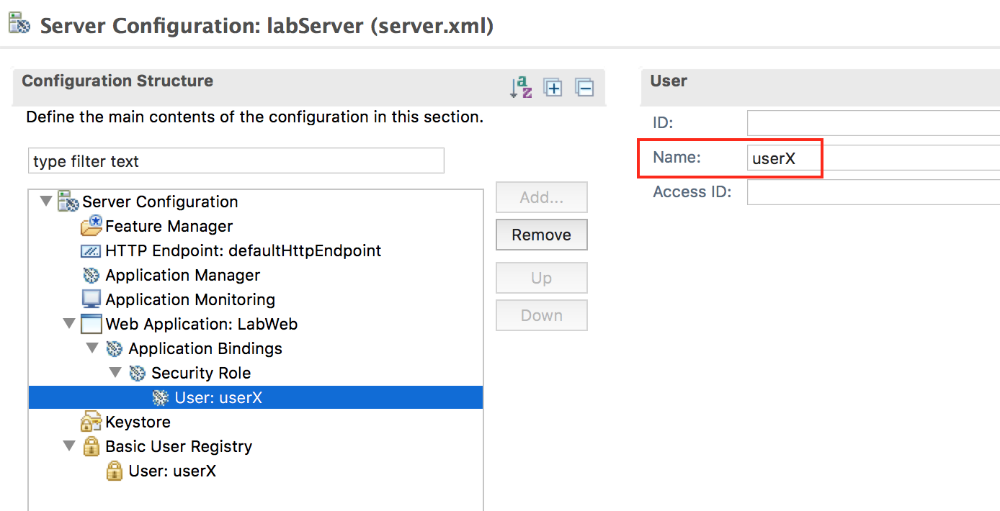 Server Configuration: labServer (server.xml)
Configuration Structure
Define the main contents of the configuration in this section.
type filter text
Server Configuration
Feature Manager
HTTP Endpoint: defaultHttpEndpoint
Application Manager
Application Monitoring
Web Application: LabWeb
Application Bindings
Security Role
User: userX
Keystore
Basic User Registry
User: userX
Add...
Remove
Up
Down
User
ID:
Name: userX
Access ID: